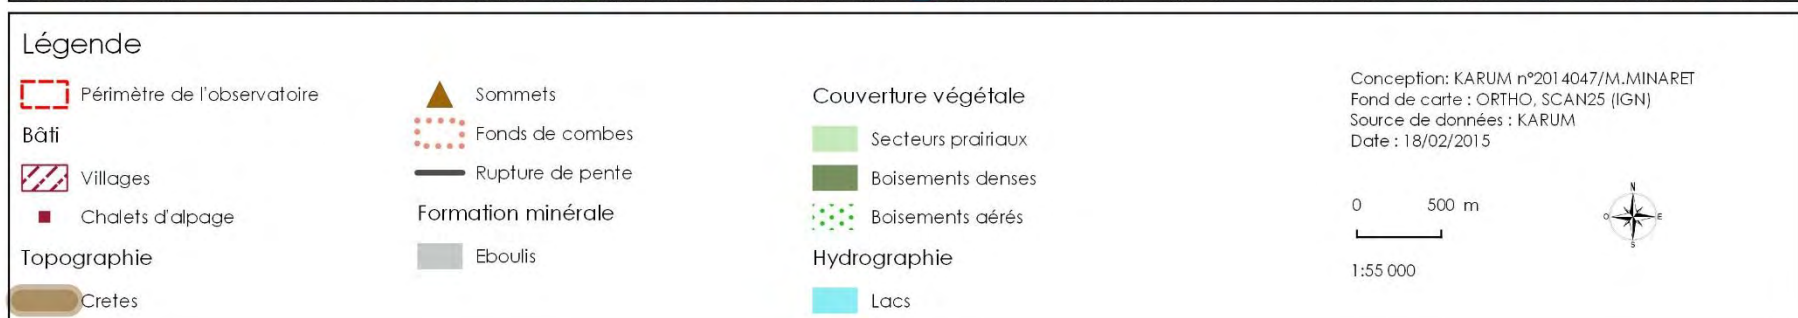 Légende
Périmètre de l'observatoire
Bâti
Villages
Chalets d'alpage
Topographie
Cretes
Sommets
Fonds de combes
Rupture de pente
Formation minérale
Eboulis
Couverture végétale
Secteurs prairiaux
Boisements denses
Boisements aérés
Hydrographie
Lacs
Conception: KARUM n°2014047/M.MINARET
Fond de carte : ORTHO, SCAN25 (IGN)
Source de données : KARUM
Date : 18/02/2015
0 500 m
1:55 000
N
O E
S